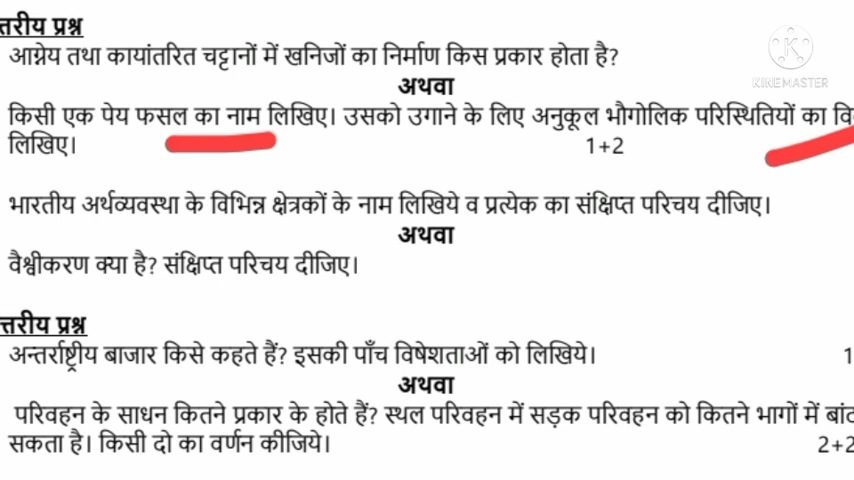 तरीय प्रश्न
आग्नेय तथा कायांतरित चट्टानों में खनिजों का निर्माण किस प्रकार होता है?
अथवा
किसी एक पेय फसल का नाम लिखिए। उसको उगाने के लिए अनुकूल भौगोलिक परिस्थितियों का वि
लिखिए। 1+2
भारतीय अर्थव्यवस्था के विभिन्न क्षेत्रकों के नाम लिखिये व प्रत्येक का संक्षिप्त परिचय दीजिए।
अथवा
वैश्वीकरण क्या है? संक्षिप्त परिचय दीजिए।
त्तरीय प्रश्न
अन्तर्राष्ट्रीय बाजार किसे कहते हैं? इसकी पाँच विषेशताओं को लिखिये। 1
अथवा
परिवहन के साधन कितने प्रकार के होते हैं? स्थल परिवहन में सड़क परिवहन को कितने भागों में बांट
सकता है। किसी दो का वर्णन कीजिये। 2+2
KINEMASTER